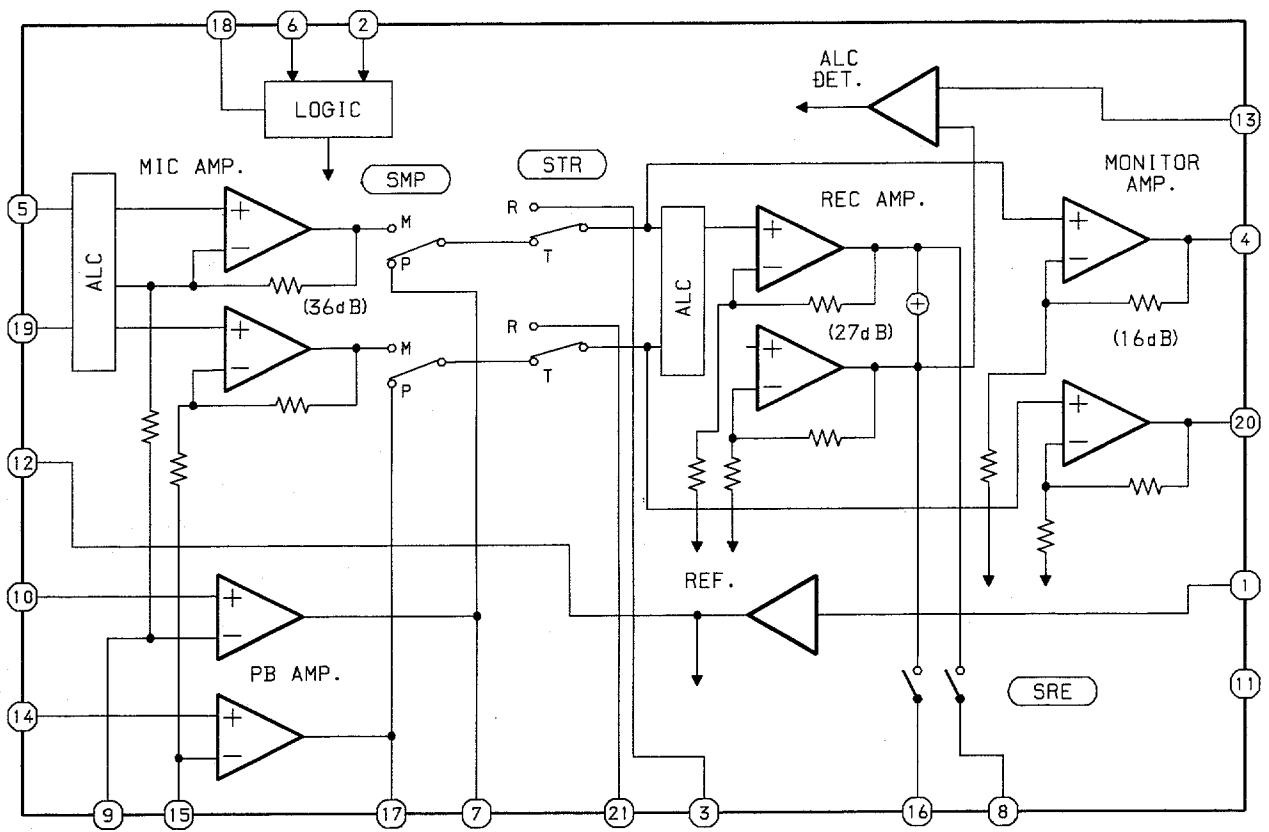 18 6 2
LOGIC
ALC
DET.
13
MIC AMP.
SMP
STR
MONITOR
AMP.
5
ALC
+
−
M
P
R
T
ALC
REC AMP.
+
−
+
−
4
(36dB)
+
(27dB)
(16dB)
19
+
−
M
P
R
T
+
−
+
−
20
12
10
+
−
REF.
1
PB AMP.
SRE
11
14
+
−
9 15 17 7 21 3 16 8